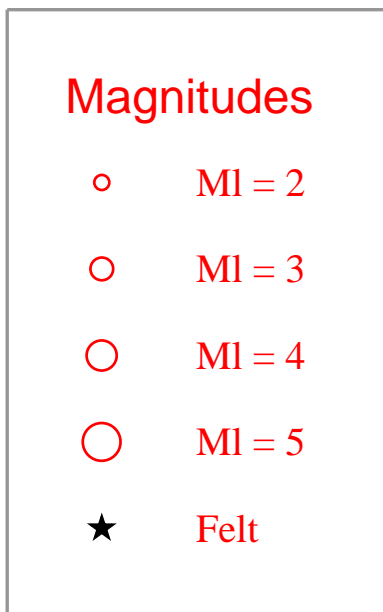 Magnitudes
Ml = 2
Ml = 3
Ml = 4
Ml = 5
Felt